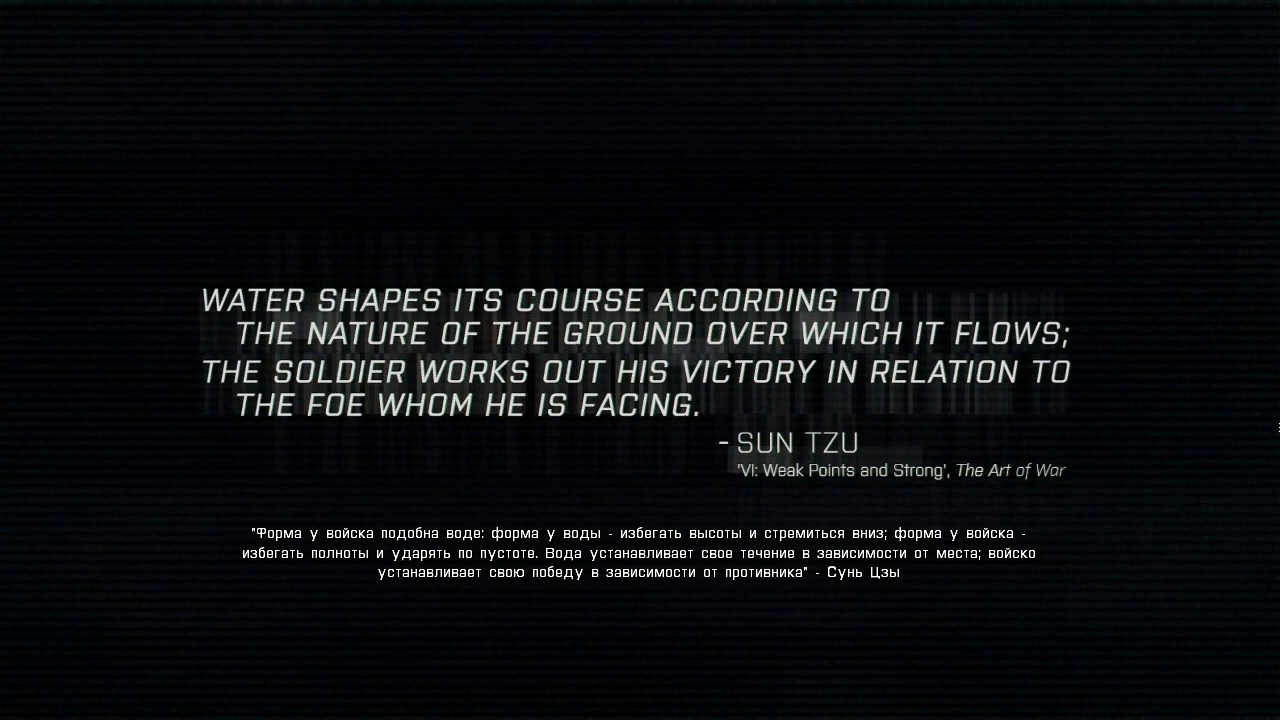 WATER SHAPES ITS COURSE ACCORDING TO
THE NATURE OF THE GROUND OVER WHICH IT FLOWS;
THE SOLDIER WORKS OUT HIS VICTORY IN RELATION TO
THE FOE WHOM HE IS FACING.
- SUN TZU
'VI: Weak Points and Strong', The Art of War
"Форма у войска подобна воде: форма у воды - избегать высоты и стремиться вниз; форма у войска -
избегать полноты и ударять по пустоте. Вода устанавливает свое течение в зависимости от места; войско
устанавливает свою победу в зависимости от противника" - Сунь Цзы